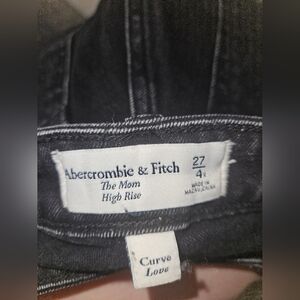 Abercrombie & Fitch
The Mom
High Rise
27
4
MADE IN
Curve
Love